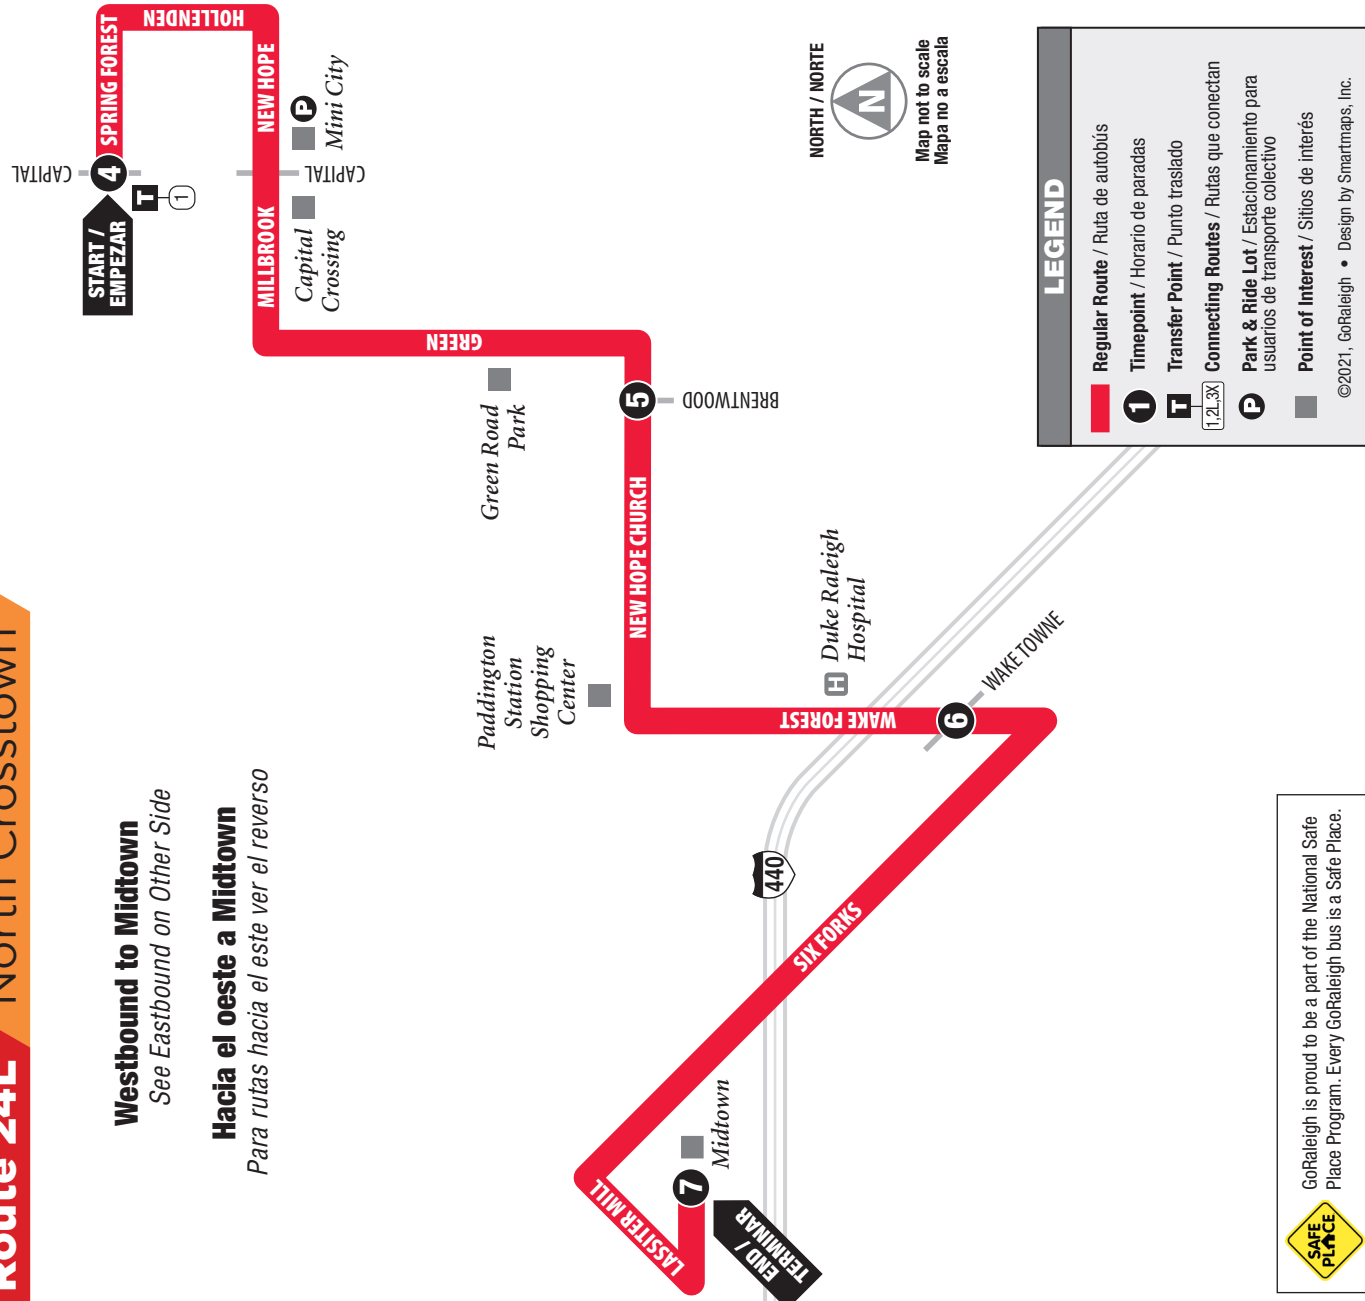 Route 24L North Crosstown
Westbound to Midtown
See Eastbound on Other Side
Hacia el oeste a Midtown
Para rutas hacia el este ver el reverso
START /
EMPEZAR
4
CAPITAL
T
1
SPRING FOREST
HOLLENDEN
NEW HOPE
P
Mini City
CAPITAL
MILLBROOK
Capital
Crossing
GREEN
Green Road
Park
5
BRENTWOOD
NEW HOPE CHURCH
Paddington
Station
Shopping
Center
H
Duke Raleigh
Hospital
WAKE FOREST
6
WAKE TOWNE
440
SIX FORKS
LASSITER MILL
7
Midtown
END /
TERMINAR
NORTH / NORTE
N
Map not to scale
Mapa no a escala
LEGEND
Regular Route / Ruta de autobús
1 Timepoint / Horario de paradas
T Transfer Point / Punto traslado
1,2L,3X Connecting Routes / Rutas que conectan
P Park & Ride Lot / Estacionamiento para
usuarios de transporte colectivo
Point of Interest / Sitios de interés
©2021, GoRaleigh • Design by Smartmaps, Inc.
SAFE
PLACE
GoRaleigh is proud to be a part of the National Safe
Place Program. Every GoRaleigh bus is a Safe Place.